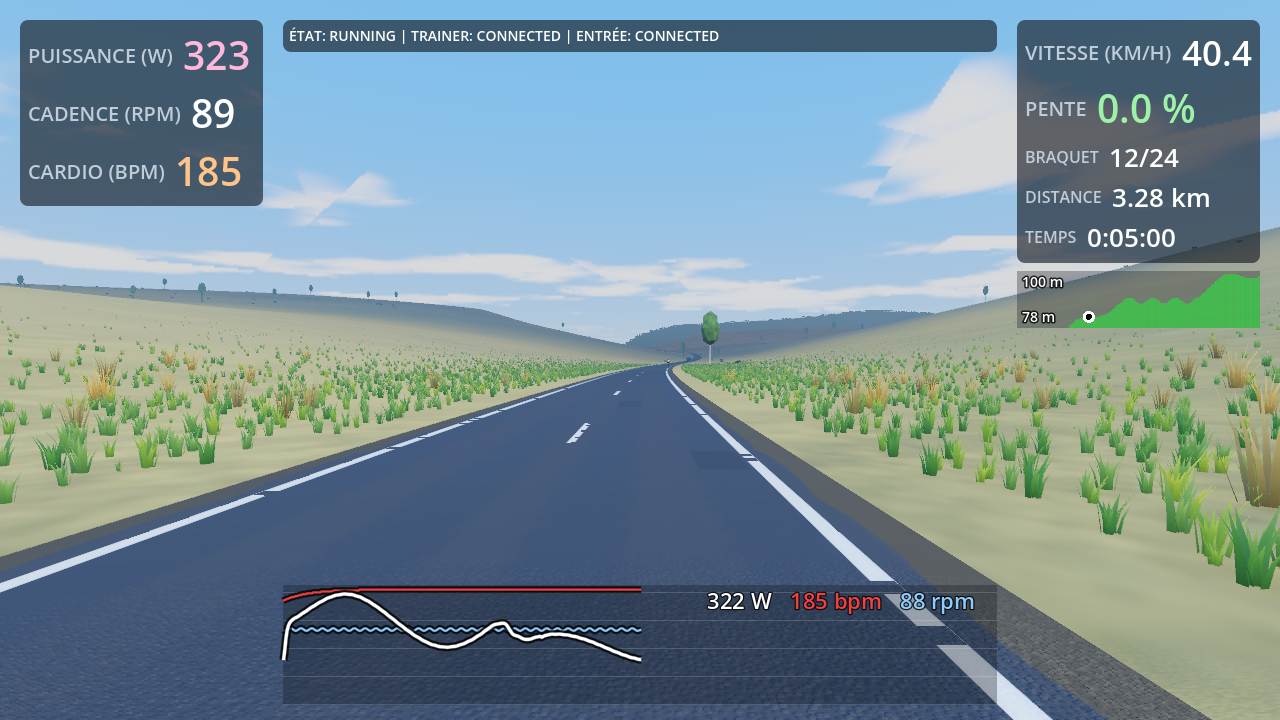 PUISSANCE (W) 323
CADENCE (RPM) 89
CARDIO (BPM) 185
ÉTAT: RUNNING | TRAINER: CONNECTED | ENTRÉE: CONNECTED
VITESSE (KM/H) 40.4
PENTE 0.0 %
BRAQUET 12/24
DISTANCE 3.28 km
TEMPS 0:05:00
100 m
78 m
322 W 185 bpm 88 rpm